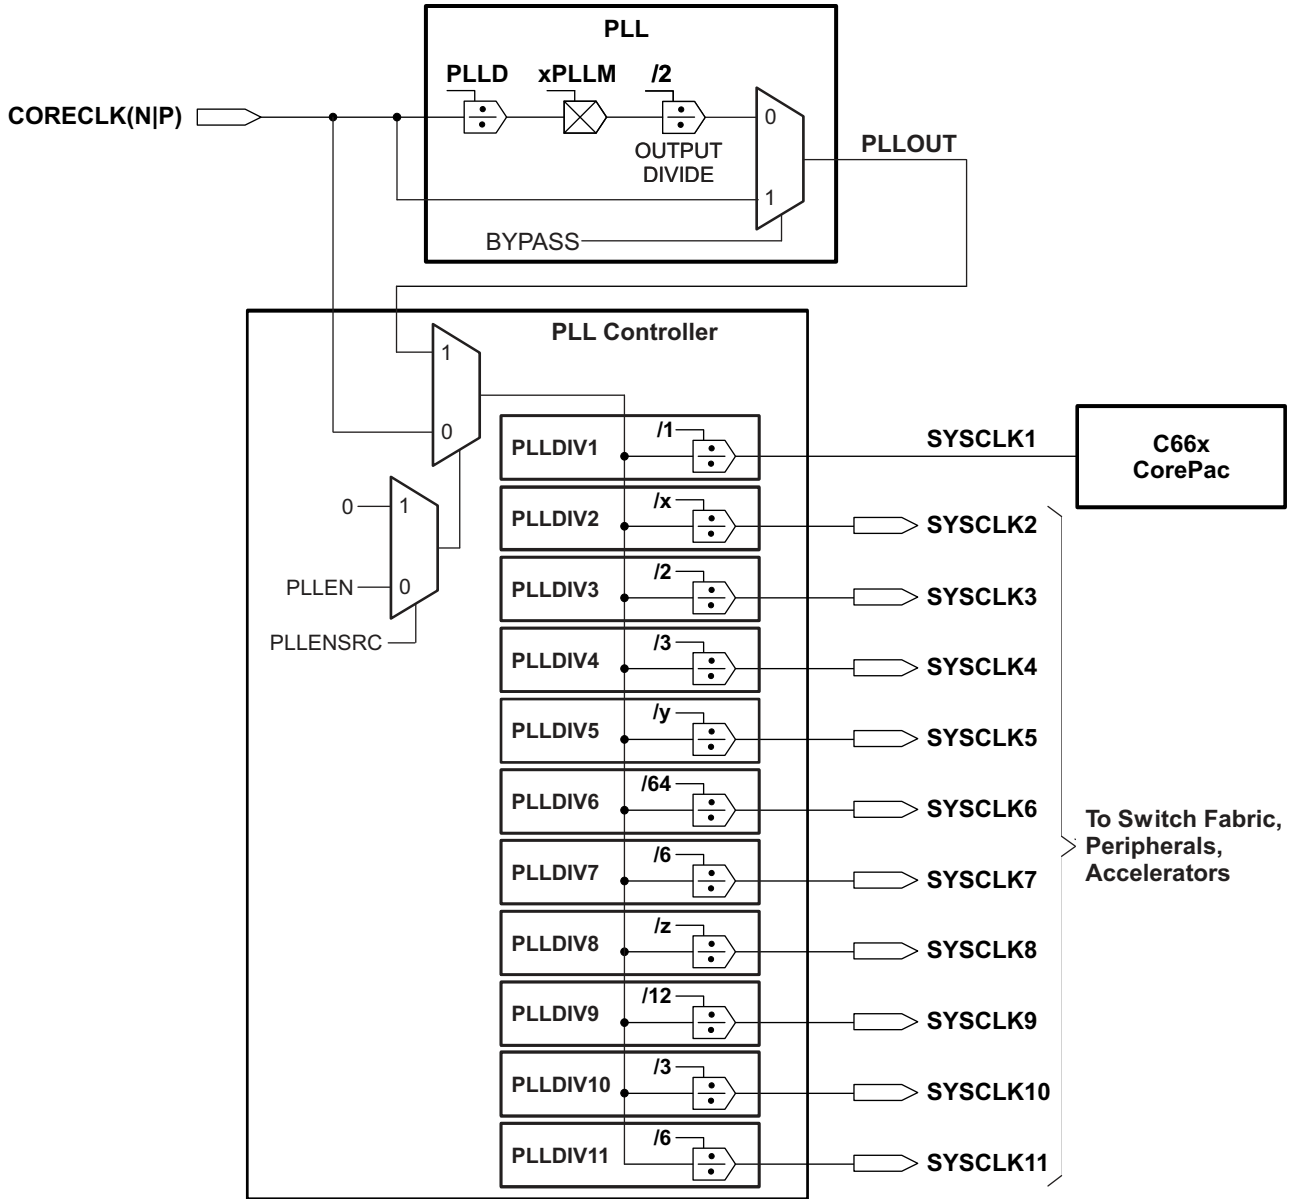 PLL
PLLD
xPLLM
/2
CORECLK(N|P)
0
OUTPUT
DIVIDE
PLLOUT
1
BYPASS
PLL Controller
1
0
0
1
PLLEN
0
PLLENSRC
PLLDIV1
/1
SYSCLK1
C66x
CorePac
PLLDIV2
/x
SYSCLK2
PLLDIV3
/2
SYSCLK3
PLLDIV4
/3
SYSCLK4
PLLDIV5
/y
SYSCLK5
PLLDIV6
/64
SYSCLK6
PLLDIV7
/6
SYSCLK7
PLLDIV8
/z
SYSCLK8
PLLDIV9
/12
SYSCLK9
PLLDIV10
/3
SYSCLK10
PLLDIV11
/6
SYSCLK11
To Switch Fabric,
Peripherals,
Accelerators